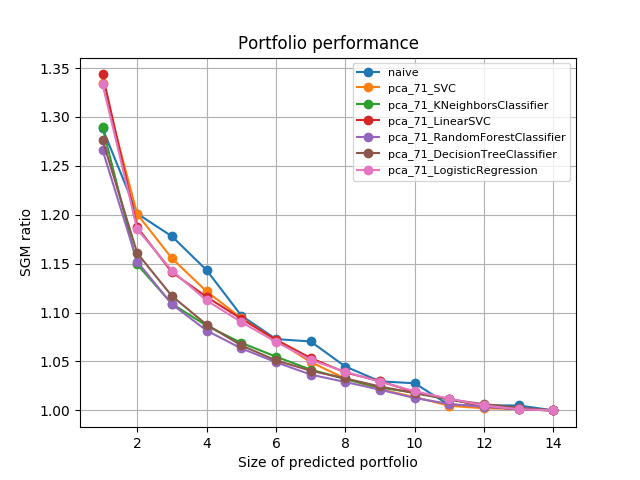 Portfolio performance
SGM ratio
1.35
1.30
1.25
1.20
1.15
1.10
1.05
1.00
naive
pca_71_SVC
pca_71_KNeighborsClassifier
pca_71_LinearSVC
pca_71_RandomForestClassifier
pca_71_DecisionTreeClassifier
pca_71_LogisticRegression
2 4 6 8 10 12 14
Size of predicted portfolio